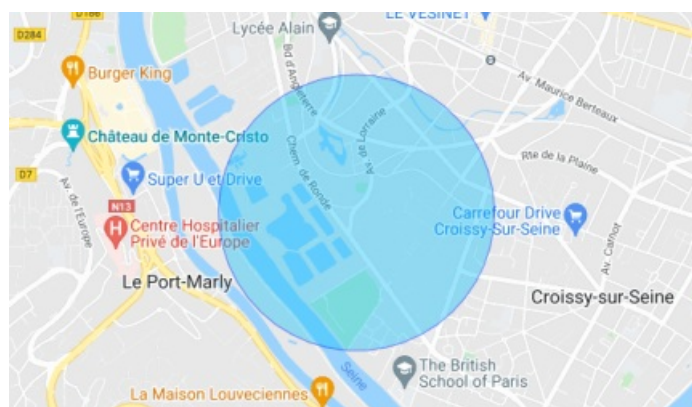 D186
LE VÉSINET
Lycée Alain
D284
Bd d'Angleterre
Burger King
Av. Maurice Berteaux
Château de Monte-Cristo
Chem. de Ronde
Av. de Lorraine
Rte de la Plaine
D7
Super U et Drive
Av. de l'Europe
N13
Centre Hospitalier
Privé de l'Europe
Carrefour Drive
Croissy-Sur-Seine
Av. Carnot
Le Port-Marly
Croissy-sur-Seine
Seine
The British
School of Paris
La Maison Louveciennes